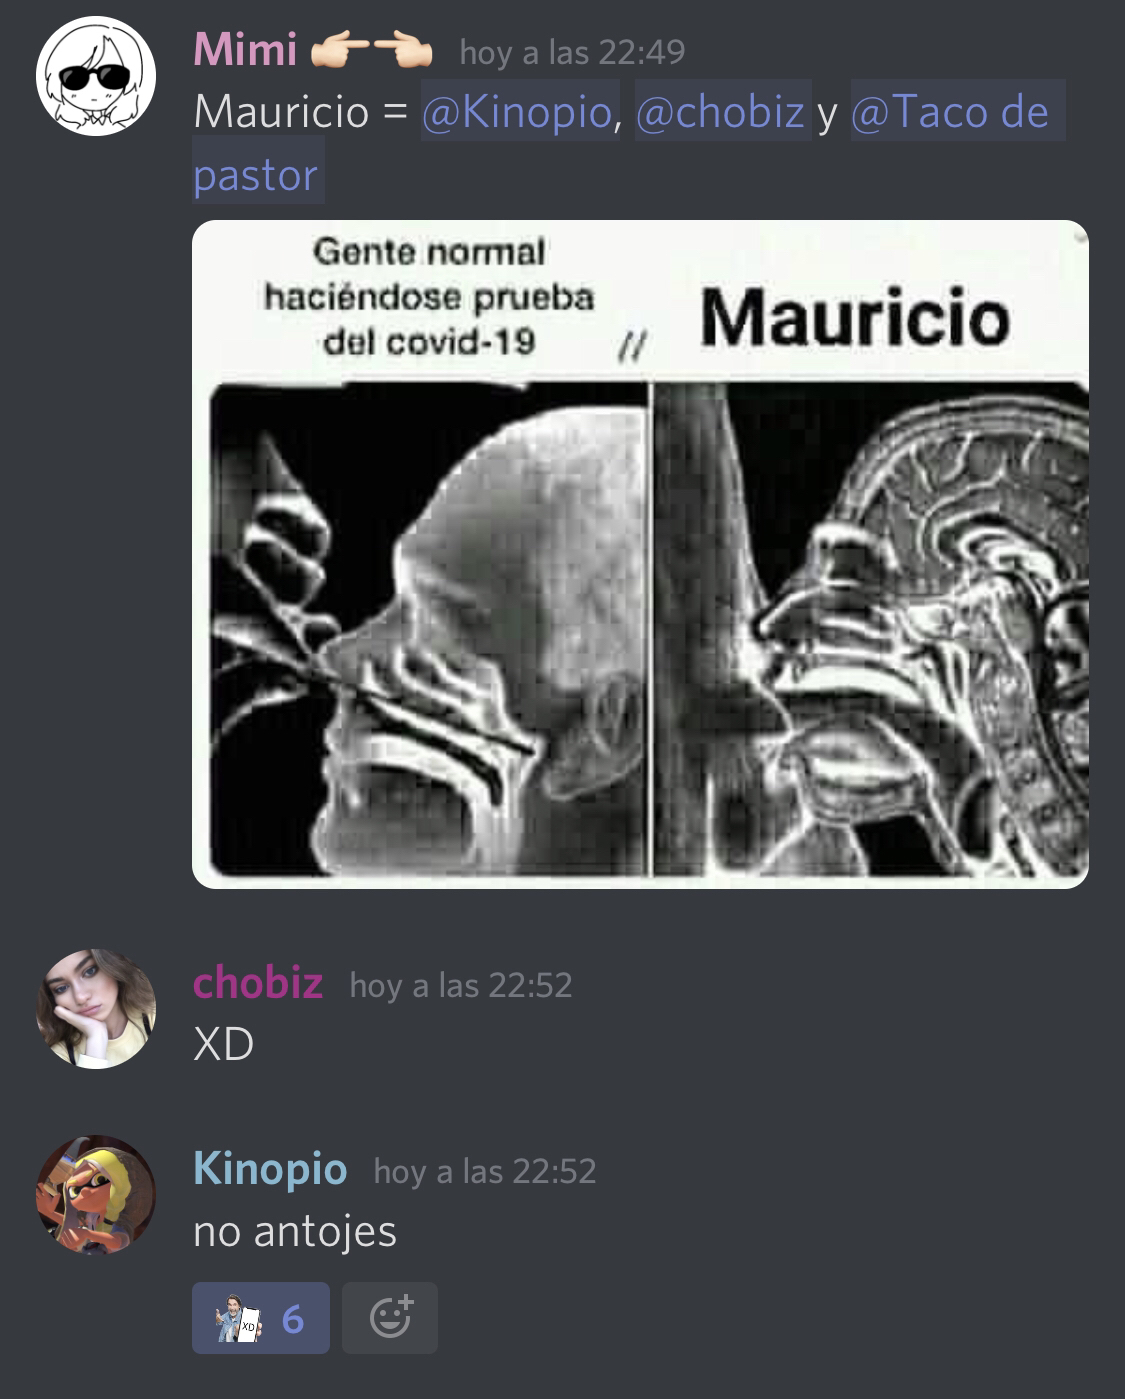 Mimi 👉🏻👈🏻 hoy a las 22:49
Mauricio = @Kinopio, @chobiz y @Taco de
pastor
Gente normal
haciéndose prueba
del covid-19 // Mauricio
chobiz hoy a las 22:52
XD
Kinopio hoy a las 22:52
no antojes
XD 6